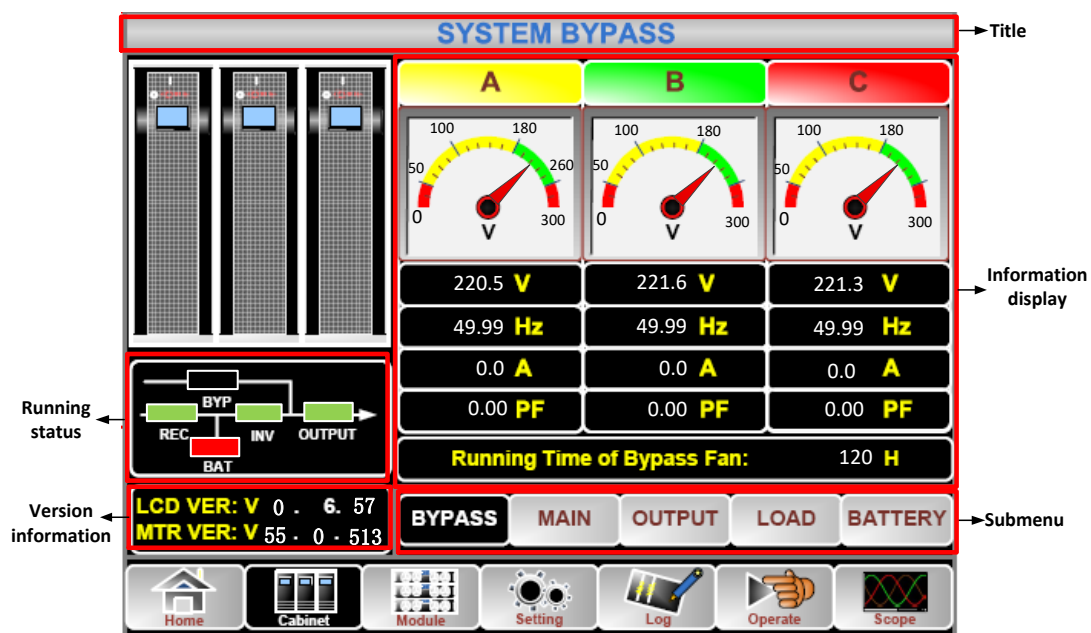 SYSTEM BYPASS
Title
A B C
100 180 100 180 100 180
50 260 50 50
0 300 0 300 0 300
V V V
220.5 V 221.6 V 221.3 V
Information
display
49.99 Hz 49.99 Hz 49.99 Hz
0.0 A 0.0 A 0.0 A
0.00 PF 0.00 PF 0.00 PF
Running Time of Bypass Fan: 120 H
Running
status
BYP
REC INV OUTPUT
BAT
Version
information
LCD VER: V 0 . 6. 57
MTR VER: V 55 . 0 . 513
BYPASS MAIN OUTPUT LOAD BATTERY
Submenu
Home Cabinet Module Setting Log Operate Scope